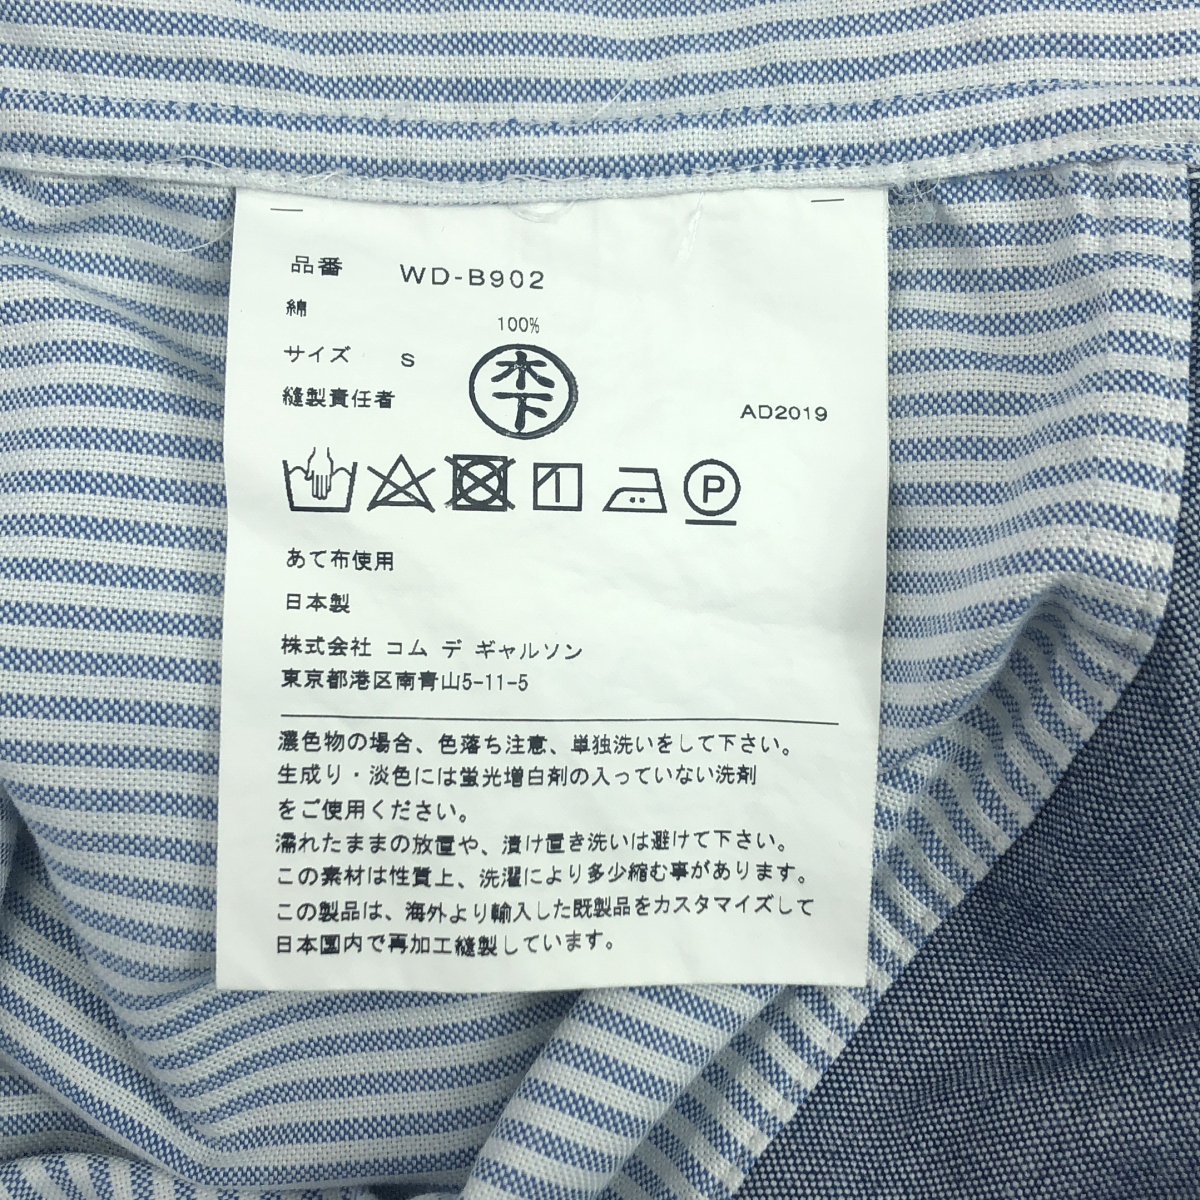 品番 WD-B902
綿 100%
サイズ S
縫製責任者 木下
AD2019
P
あて布使用
日本製
株式会社 コム デ ギャルソン
東京都港区南青山5-11-5
濃色物の場合、色落ち注意、単独洗いをして下さい。
生成り・淡色には蛍光増白剤の入っていない洗剤
をご使用ください。
濡れたままの放置や、漬け置き洗いは避けて下さい。
この素材は性質上、洗濯により多少縮む事があります。
この製品は、海外より輸入した既製品をカスタマイズして
日本国内で再加工縫製しています。